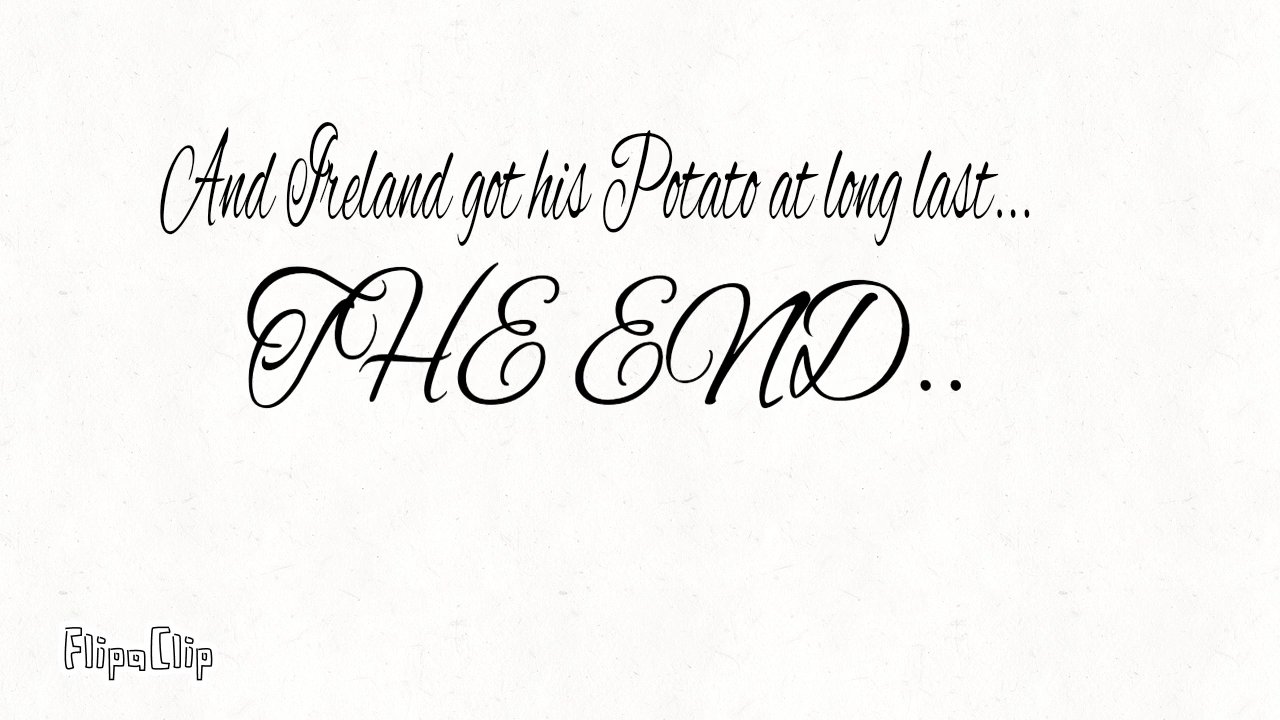 And Ireland got his Potato at long last...
THE END..
FlipaClip